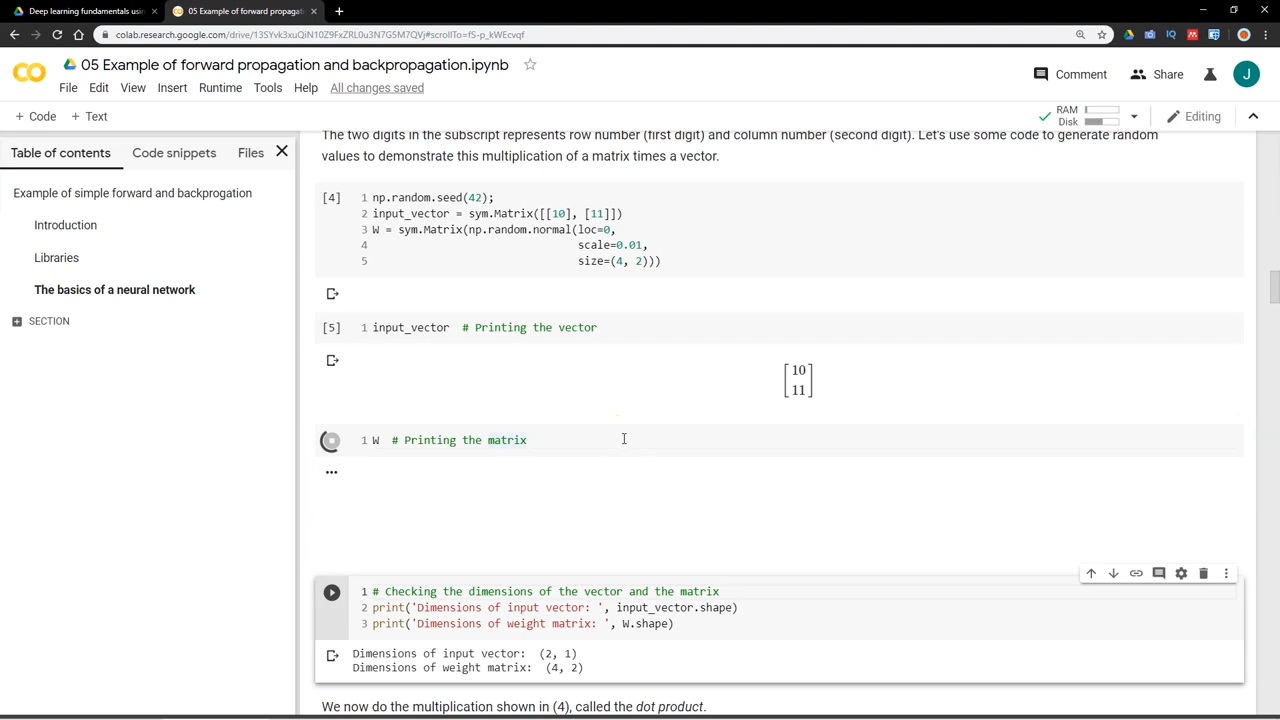 Deep learning fundamentals usin
05 Example of forward propagati
colab.research.google.com/drive/13SYvk3xuQiN10Z9FxZRL0u3N7G5M7QVj#scrollTo=fS-p_kWEcvqf
05 Example of forward propagation and backpropagation.ipynb
Comment
Share
J
File Edit View Insert Runtime Tools Help All changes saved
+ Code + Text
RAM
Disk
Editing
Table of contents Code snippets Files
Example of simple forward and backprogation
Introduction
Libraries
The basics of a neural network
SECTION
The two digits in the subscript represents row number (first digit) and column number (second digit). Let's use some code to generate random
values to demonstrate this multiplication of a matrix times a vector.
[4]
1 np.random.seed(42);
2 input_vector = sym.Matrix([[10], [11]])
3 W = sym.Matrix(np.random.normal(loc=0,
4 scale=0.01,
5 size=(4, 2)))
[5] 1 input_vector # Printing the vector
10
11
1 W # Printing the matrix
1 # Checking the dimensions of the vector and the matrix
2 print('Dimensions of input vector: ', input_vector.shape)
3 print('Dimensions of weight matrix: ', W.shape)
Dimensions of input vector: (2, 1)
Dimensions of weight matrix: (4, 2)
We now do the multiplication shown in (4), called the dot product.